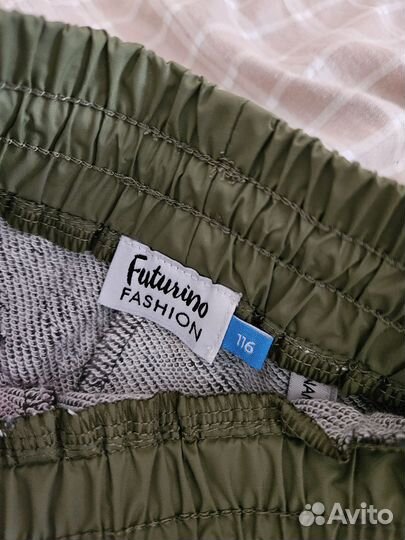 Futurino
FASHION
116
Avito